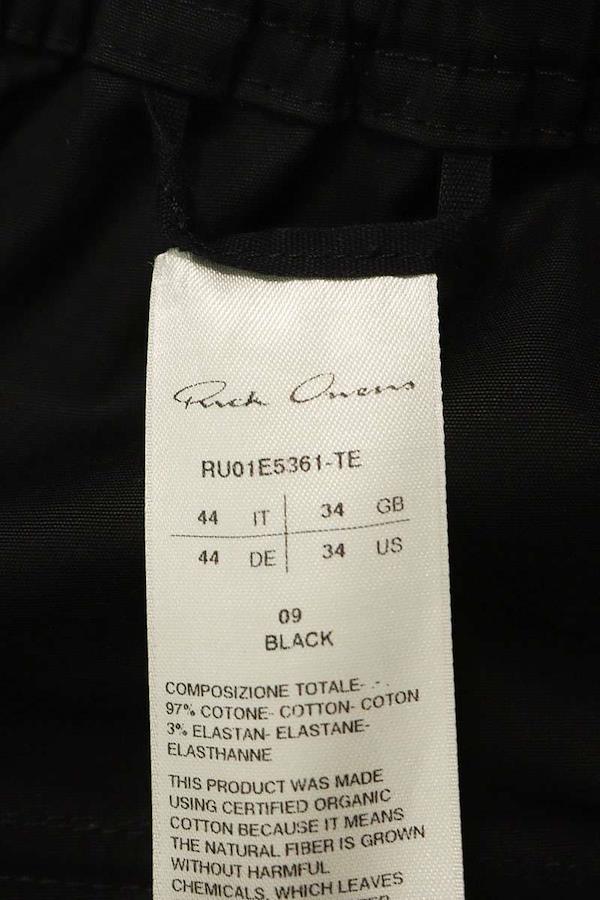 Rick Owens
RU01E5361-TE
44 IT 34 GB
44 DE 34 US
09
BLACK
COMPOSIZIONE TOTALE- -
97% COTONE- COTTON- COTON
3% ELASTAN- ELASTANE-
ELASTHANNE
THIS PRODUCT WAS MADE
USING CERTIFIED ORGANIC
COTTON BECAUSE IT MEANS
THE NATURAL FIBER IS GROWN
WITHOUT HARMFUL
CHEMICALS, WHICH LEAVES